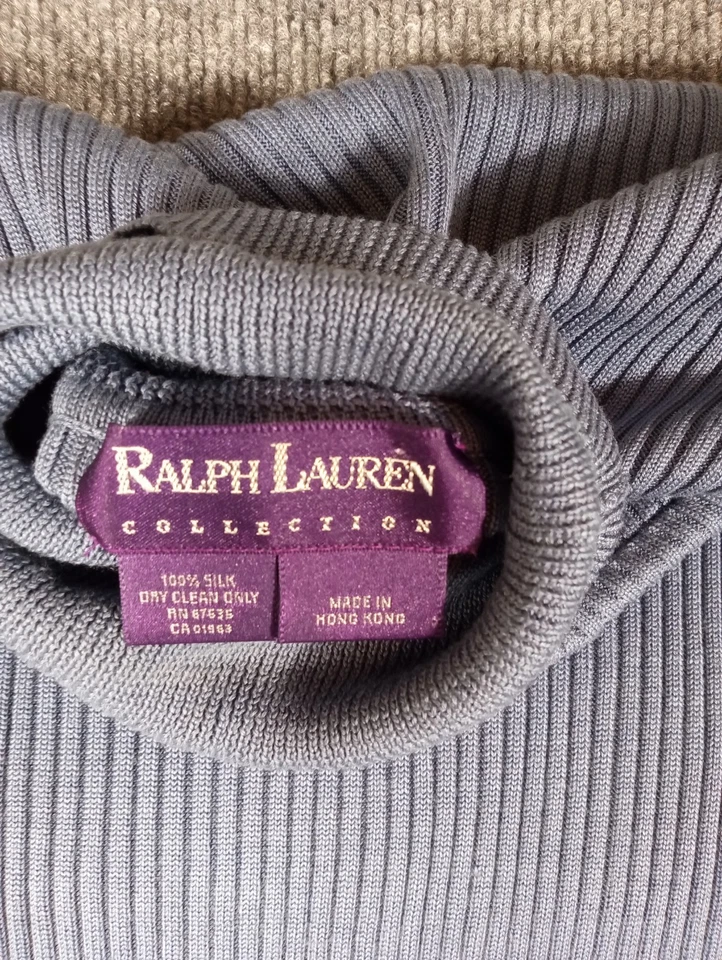 RALPH LAUREN
COLLECTION
100% SILK
DRY CLEAN ONLY
RN 67535
CA 01963
MADE IN
HONG KONG
S